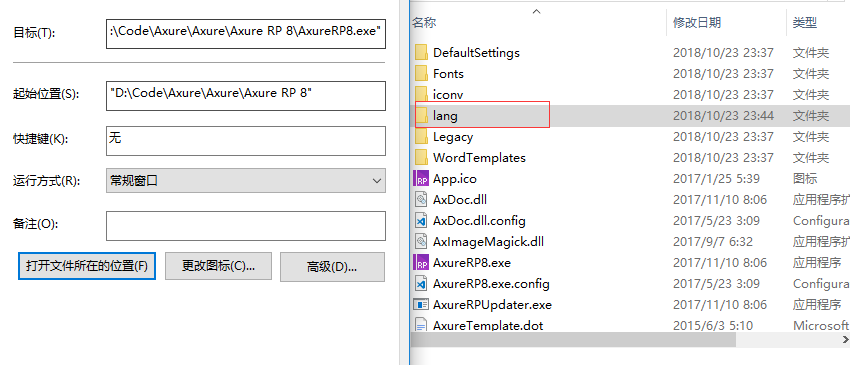 目标(T): :\Code\Axure\Axure\Axure RP 8\AxureRP8.exe"
起始位置(S): "D:\Code\Axure\Axure\Axure RP 8"
快捷键(K): 无
运行方式(R): 常规窗口
备注(O):
打开文件所在的位置(F) 更改图标(C)... 高级(D)...
名称 修改日期 类型
DefaultSettings 2018/10/23 23:37 文件夹
Fonts 2018/10/23 23:37 文件夹
iconv 2018/10/23 23:37 文件夹
lang 2018/10/23 23:44 文件夹
Legacy 2018/10/23 23:37 文件夹
WordTemplates 2018/10/23 23:37 文件夹
App.ico 2017/1/25 5:39 图标
AxDoc.dll 2017/11/10 8:06 应用程序扩
AxDoc.dll.config 2017/5/23 3:09 Configura
AxImageMagick.dll 2017/9/7 6:32 应用程序扩
AxureRP8.exe 2017/11/10 8:06 应用程序
AxureRP8.exe.config 2017/5/23 3:09 Configura
AxureRPUpdater.exe 2017/11/10 8:06 应用程序
AxureTemplate.dot 2015/6/3 5:10 Microsoft